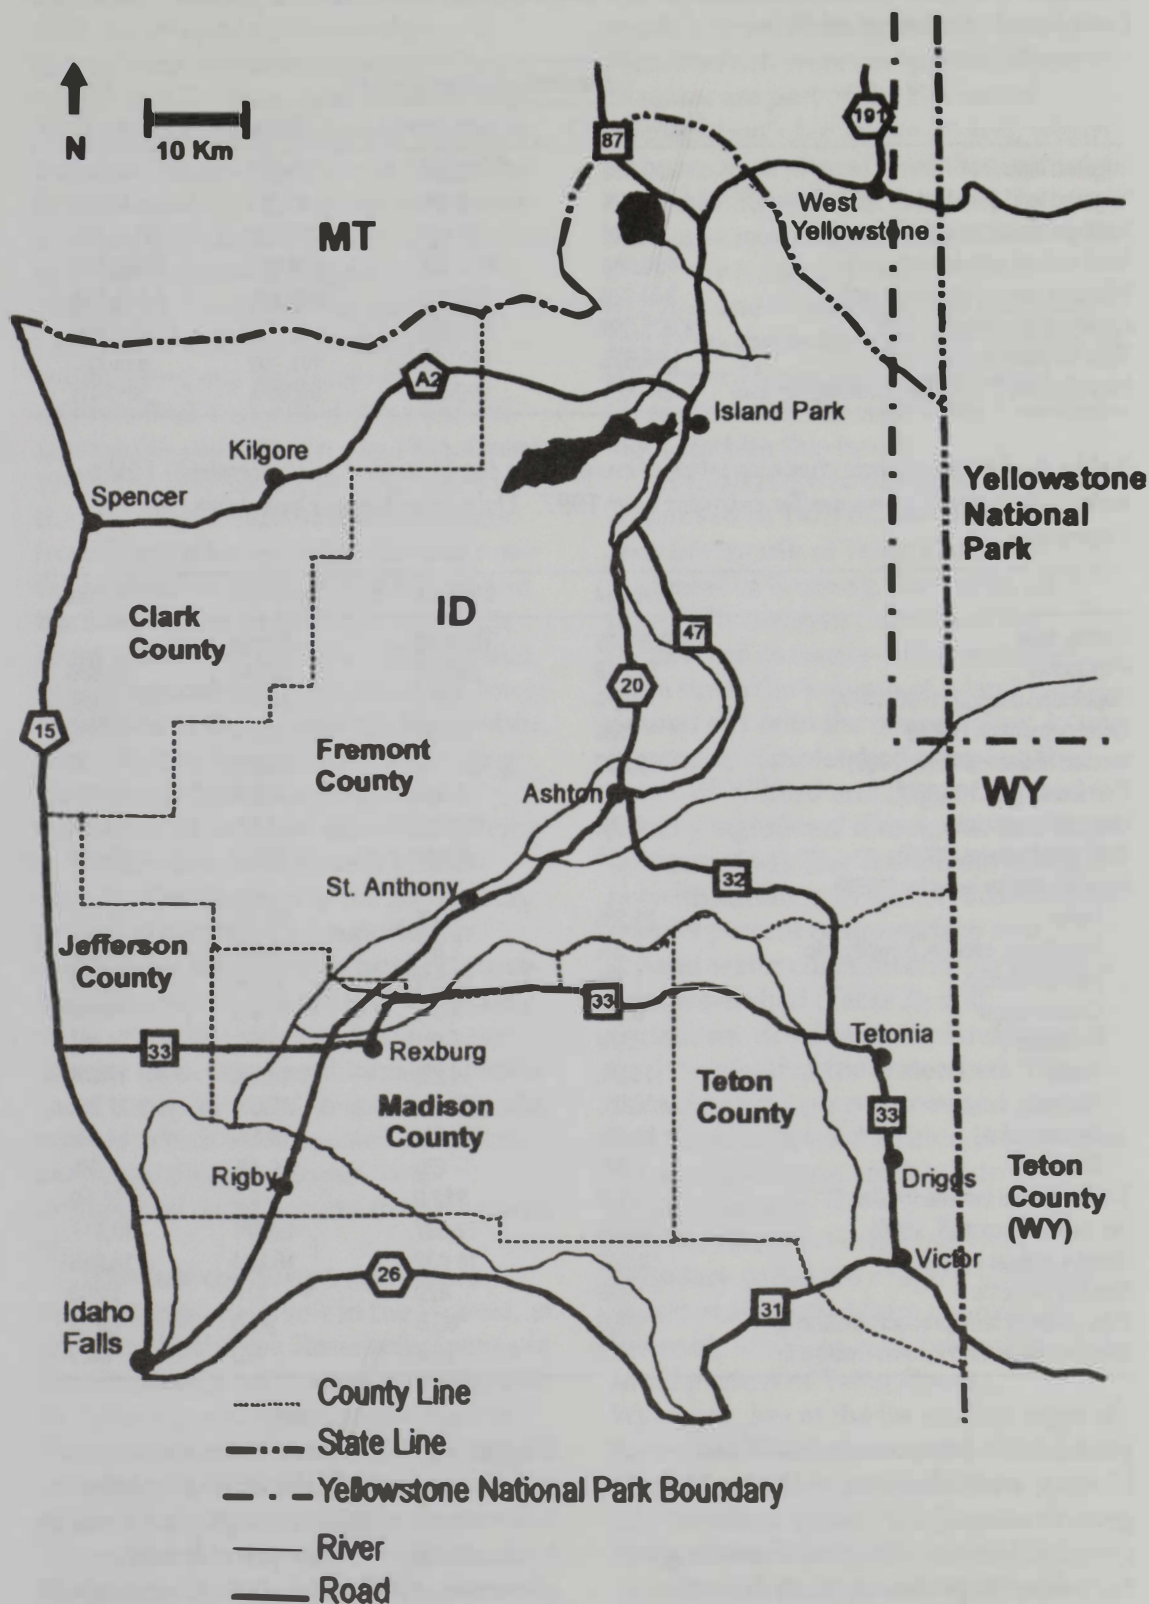 87
191
N
10 Km
West
Yellowstone
MT
A2
Island Park
Kilgore
Spencer
Yellowstone
National
Park
Clark
County
ID
47
20
15
Fremont
County
Ashton
WY
St. Anthony
32
Jefferson
County
33
Tetonia
33
Rexburg
Teton
County
Madison
County
33
Rigby
Driggs
Teton
County
(WY)
Victor
26
31
Idaho
Falls
County Line
State Line
Yellowstone National Park Boundary
River
Road